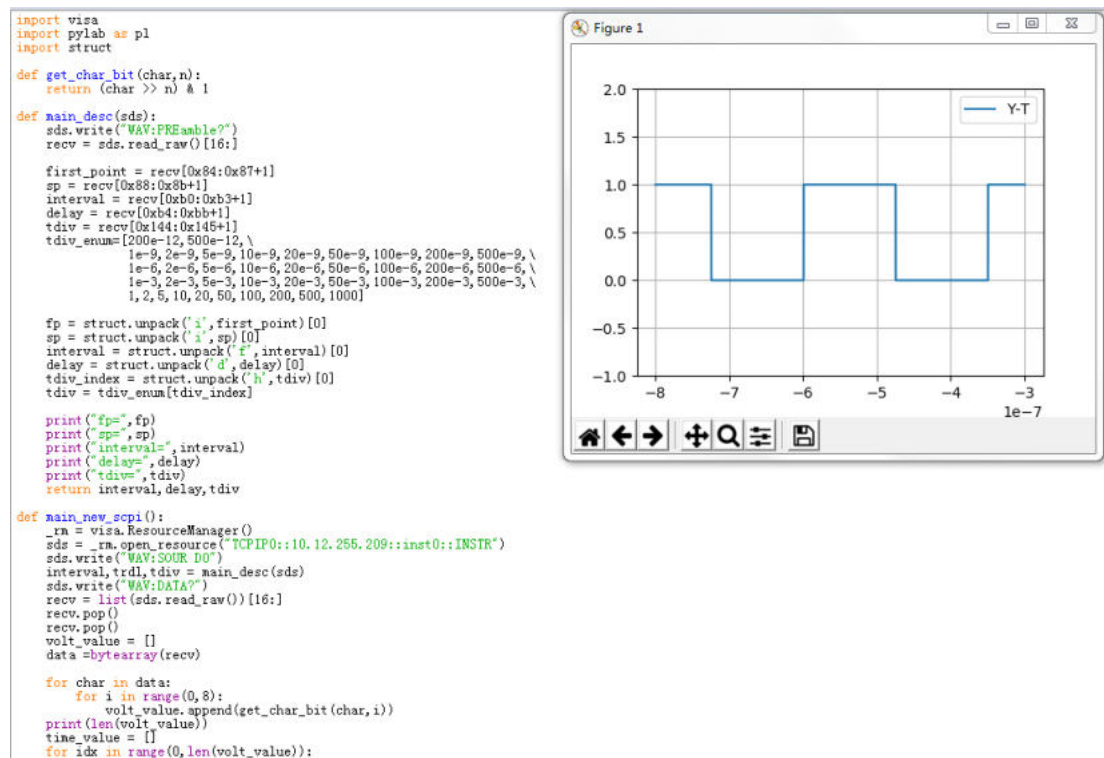 import visa
import pylab as pl
import struct
def get_char_bit(char,n):
    return (char >> n) & 1
def main_desc(sds):
    sds.write("WAV:PREamble?")
    recv = sds.read_raw()[16:]
    first_point = recv[0x84:0x87+1]
    sp = recv[0x88:0x8b+1]
    interval = recv[0xb0:0xb3+1]
    delay = recv[0xb4:0xbb+1]
    tdiv = recv[0x144:0x145+1]
    tdiv_enum=[200e-12,500e-12,\
               1e-9,2e-9,5e-9,10e-9,20e-9,50e-9,100e-9,200e-9,500e-9,\
               1e-6,2e-6,5e-6,10e-6,20e-6,50e-6,100e-6,200e-6,500e-6,\
               1e-3,2e-3,5e-3,10e-3,20e-3,50e-3,100e-3,200e-3,500e-3,\
               1,2,5,10,20,50,100,200,500,1000]
    fp = struct.unpack('i',first_point)[0]
    sp = struct.unpack('i',sp)[0]
    interval = struct.unpack('f',interval)[0]
    delay = struct.unpack('d',delay)[0]
    tdiv_index = struct.unpack('h',tdiv)[0]
    tdiv = tdiv_enum[tdiv_index]
    print("fp=",fp)
    print("sp=",sp)
    print("interval=",interval)
    print("delay=",delay)
    print("tdiv=",tdiv)
    return interval,delay,tdiv
def main_new_scpi():
    _rm = visa.ResourceManager()
    sds = _rm.open_resource("TCPIP0::10.12.255.209::inst0::INSTR")
    sds.write("WAV:SOUR D0")
    interval,trdl,tdiv = main_desc(sds)
    sds.write("WAV:DATA?")
    recv = list(sds.read_raw())[16:]
    recv.pop()
    recv.pop()
    volt_value = []
    data =bytearray(recv)
    for char in data:
        for i in range(0,8):
            volt_value.append(get_char_bit(char,i))
    print(len(volt_value))
    time_value = []
    for idx in range(0,len(volt_value)):
Figure 1
Y-T
2.0
1.5
1.0
0.5
0.0
−0.5
−1.0
−8 −7 −6 −5 −4 −3
1e−7